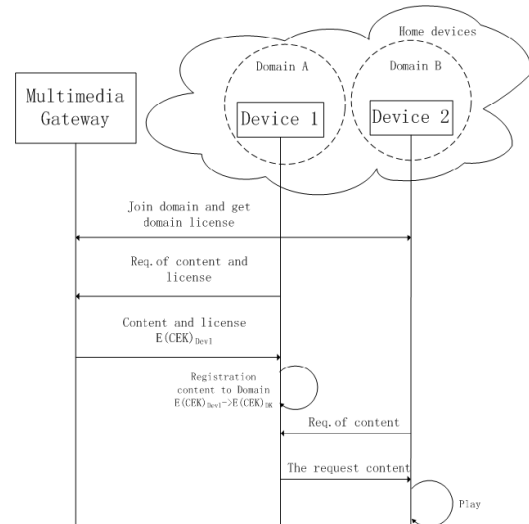 Home devices
Domain A
Domain B
Multimedia
Gateway
Device 1
Device 2
Join domain and get
domain license
Req.of content and
license
Content and license
E(CEK)Dev1
Registration
content to Domain
E(CEK)Dev1->E(CEK)DK
Req.of content
The request content
Play